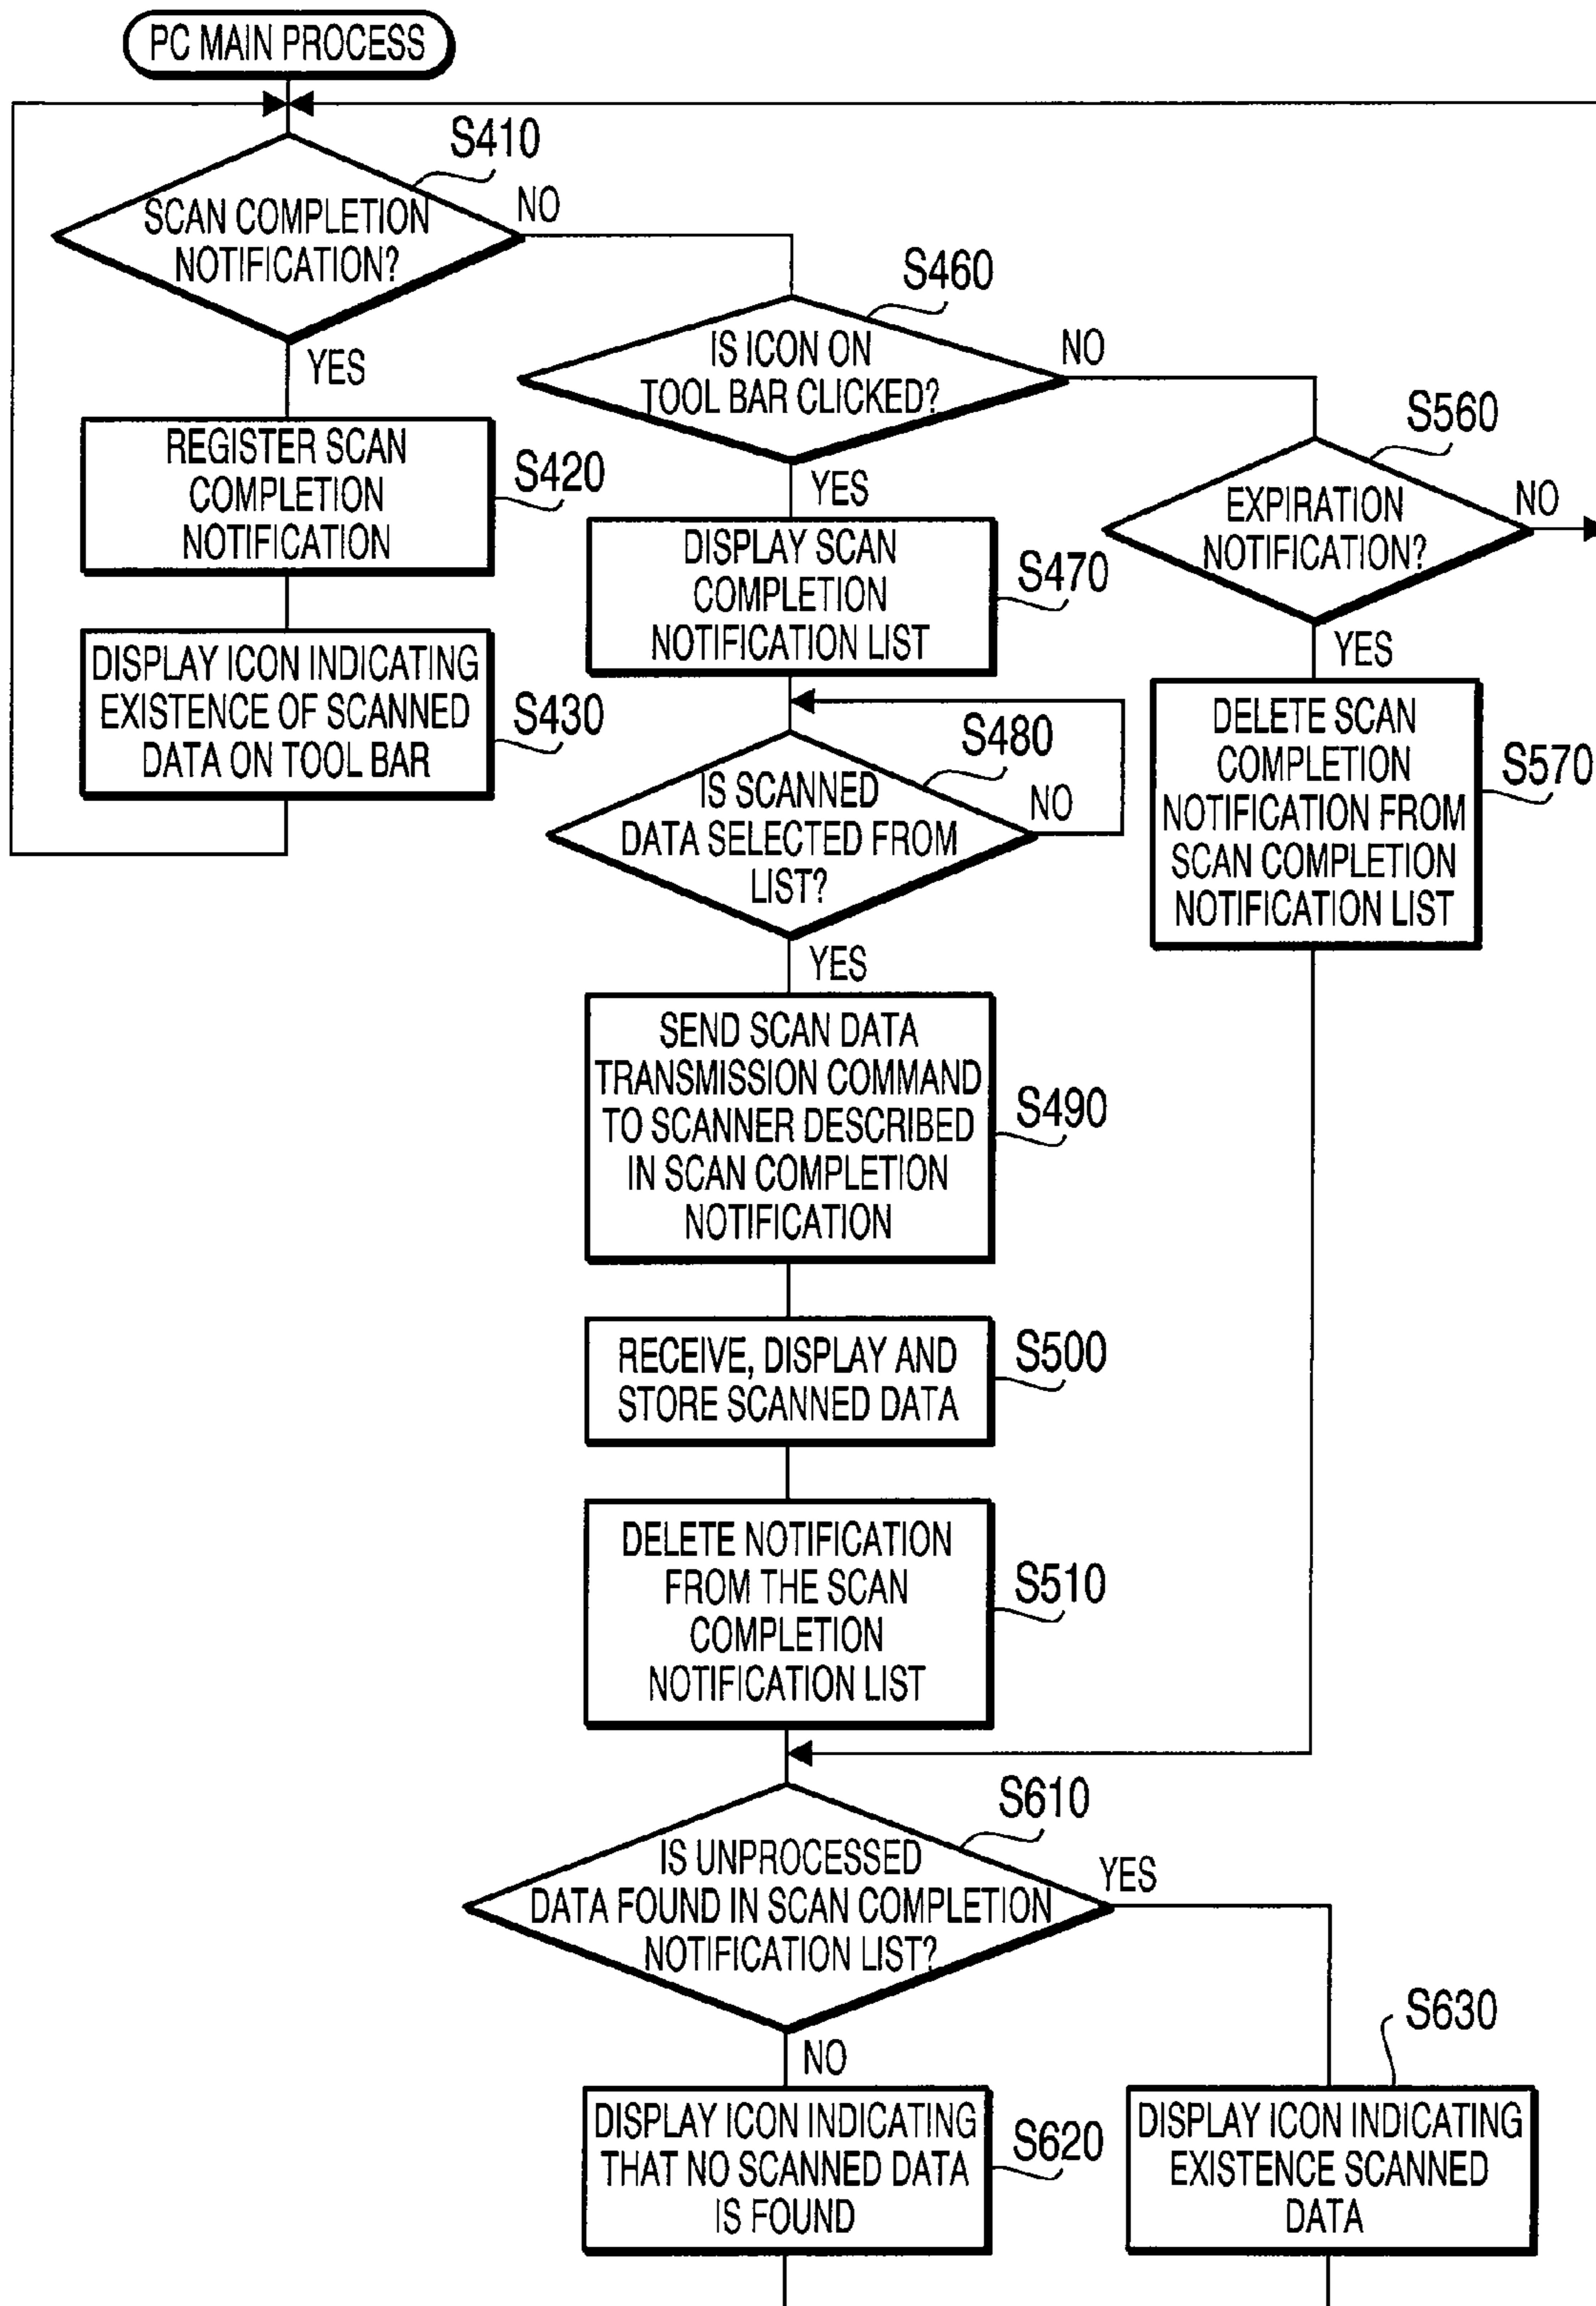 PC MAIN PROCESS
S410
SCAN COMPLETION
NOTIFICATION?
NO
YES
S460
IS ICON ON
TOOL BAR CLICKED?
NO
YES
S560
EXPIRATION
NOTIFICATION?
NO
YES
REGISTER SCAN
COMPLETION
NOTIFICATION
S420
DISPLAY SCAN
COMPLETION
NOTIFICATION LIST
S470
DISPLAY ICON INDICATING
EXISTENCE OF SCANNED
DATA ON TOOL BAR
S430
DELETE SCAN
COMPLETION
NOTIFICATION FROM
SCAN COMPLETION
NOTIFICATION LIST
S570
S480
IS SCANNED
DATA SELECTED FROM
LIST?
NO
YES
SEND SCAN DATA
TRANSMISSION COMMAND
TO SCANNER DESCRIBED
IN SCAN COMPLETION
NOTIFICATION
S490
RECEIVE, DISPLAY AND
STORE SCANNED DATA
S500
DELETE NOTIFICATION
FROM THE SCAN
COMPLETION
NOTIFICATION LIST
S510
S610
IS UNPROCESSED
DATA FOUND IN SCAN COMPLETION
NOTIFICATION LIST?
YES
NO
DISPLAY ICON INDICATING
THAT NO SCANNED DATA
IS FOUND
S620
S630
DISPLAY ICON INDICATING
EXISTENCE SCANNED
DATA